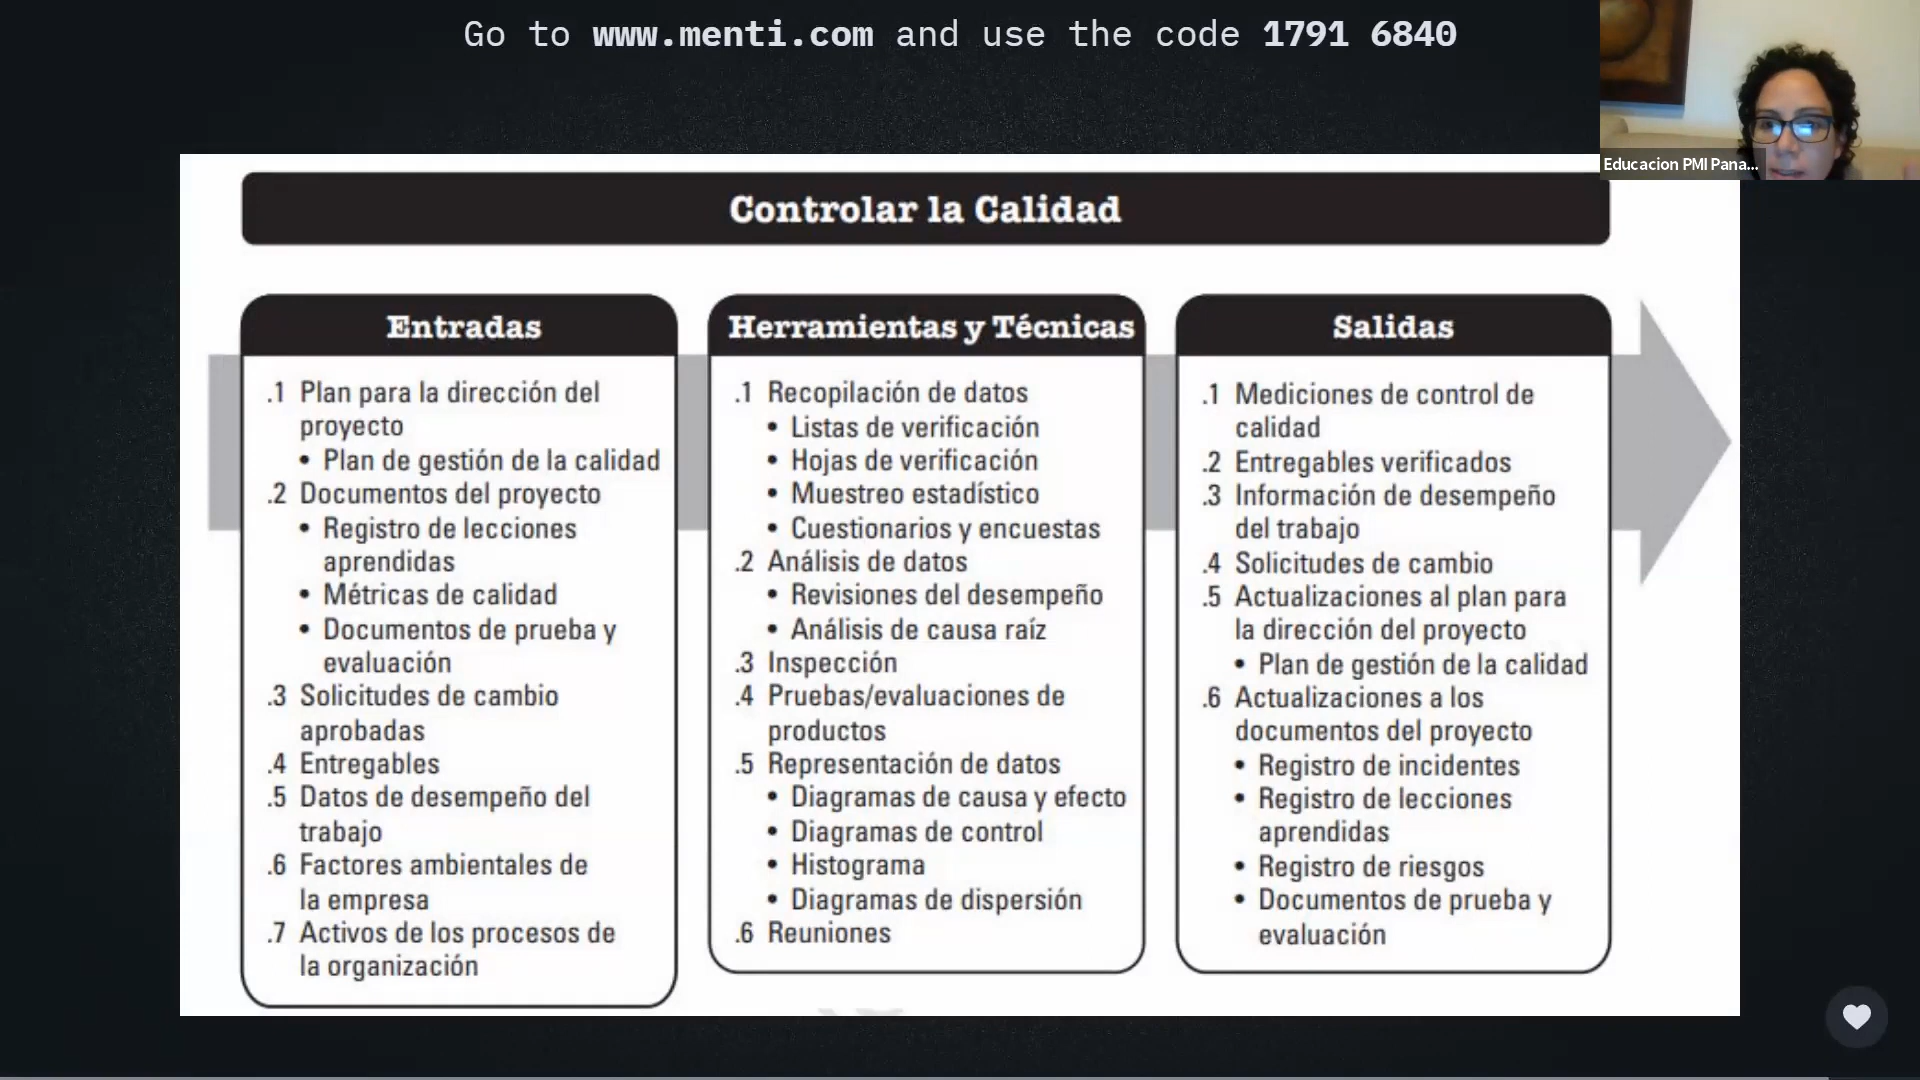 Go to www.menti.com and use the code 1791 6840
Educacion PMI Pana...
Controlar la Calidad
Entradas
.1 Plan para la dirección del
proyecto
• Plan de gestión de la calidad
.2 Documentos del proyecto
• Registro de lecciones
aprendidas
• Métricas de calidad
• Documentos de prueba y
evaluación
.3 Solicitudes de cambio
aprobadas
.4 Entregables
.5 Datos de desempeño del
trabajo
.6 Factores ambientales de
la empresa
.7 Activos de los procesos de
la organización
Herramientas y Técnicas
.1 Recopilación de datos
• Listas de verificación
• Hojas de verificación
• Muestreo estadístico
• Cuestionarios y encuestas
.2 Análisis de datos
• Revisiones del desempeño
• Análisis de causa raíz
.3 Inspección
.4 Pruebas/evaluaciones de
productos
.5 Representación de datos
• Diagramas de causa y efecto
• Diagramas de control
• Histograma
• Diagramas de dispersión
.6 Reuniones
Salidas
.1 Mediciones de control de
calidad
.2 Entregables verificados
.3 Información de desempeño
del trabajo
.4 Solicitudes de cambio
.5 Actualizaciones al plan para
la dirección del proyecto
• Plan de gestión de la calidad
.6 Actualizaciones a los
documentos del proyecto
• Registro de incidentes
• Registro de lecciones
aprendidas
• Registro de riesgos
• Documentos de prueba y
evaluación